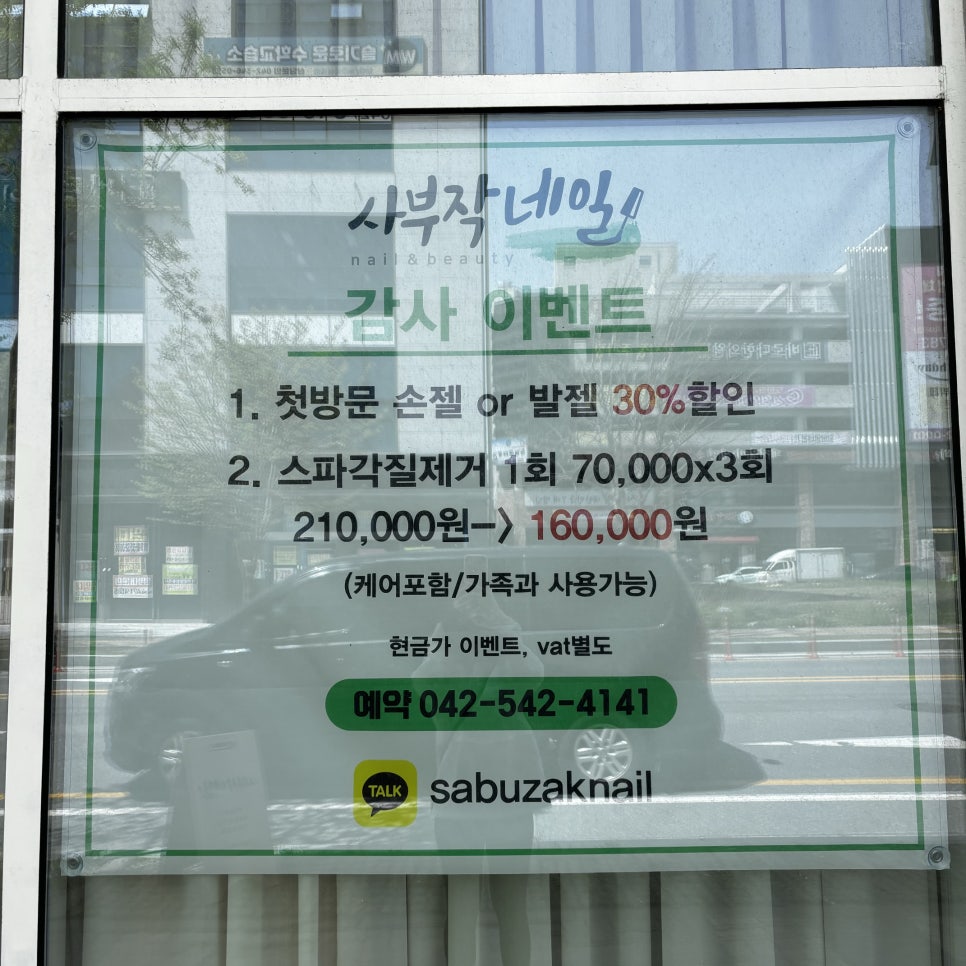 사부작네일
nail & beauty
감사 이벤트
1. 첫방문 손젤 or 발젤 30%할인
2. 스파각질제거 1회 70,000x3회
210,000원-> 160,000원
(케어포함/가족과 사용가능)
현금가 이벤트, vat별도
예약 042-542-4141
TALK sabuzaknail